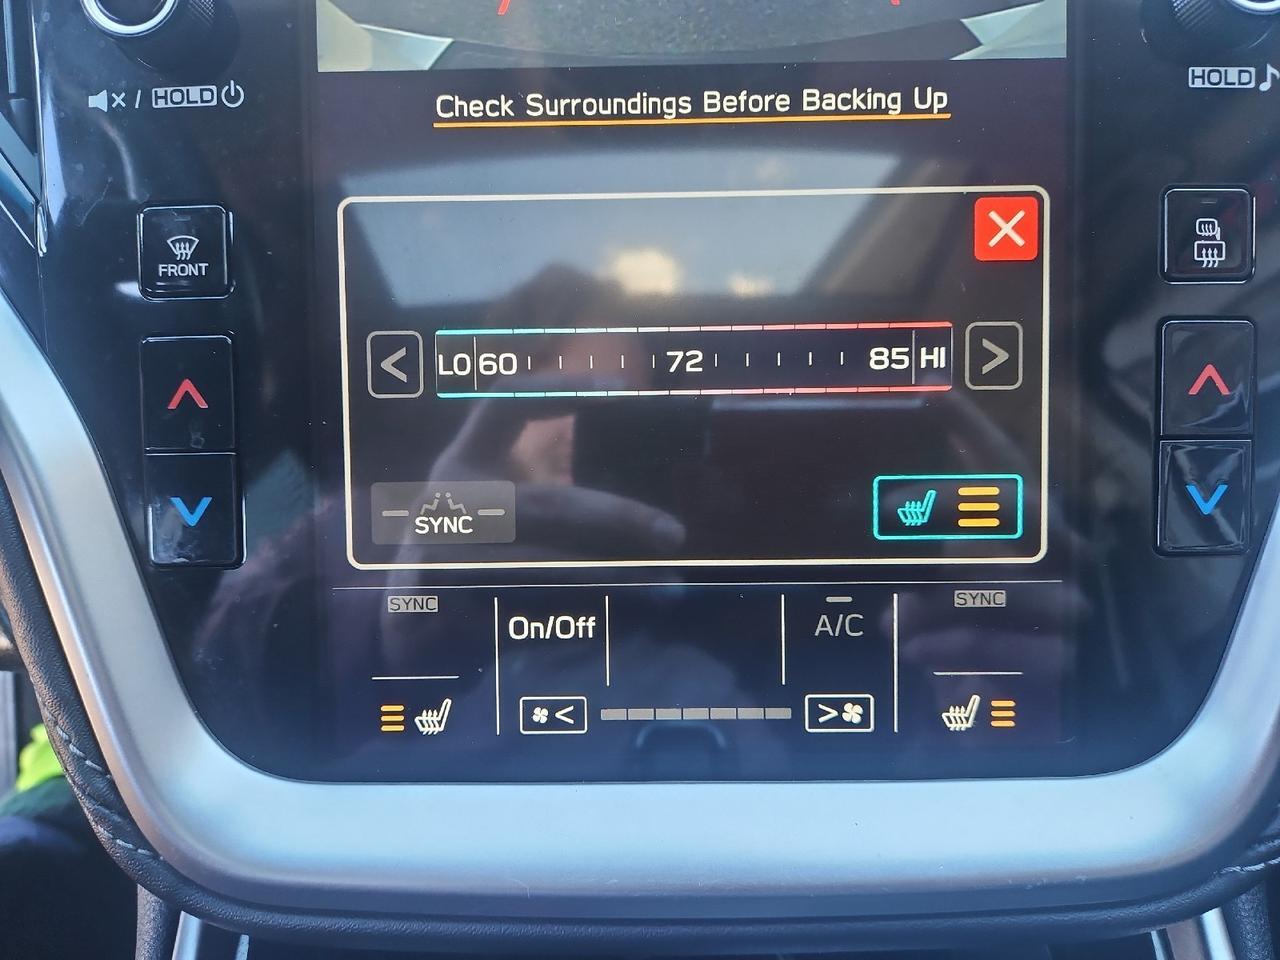 HOLD
HOLD
Check Surroundings Before Backing Up
FRONT
LO 60 72 85 HI
SYNC
SYNC
SYNC
On/Off
A/C